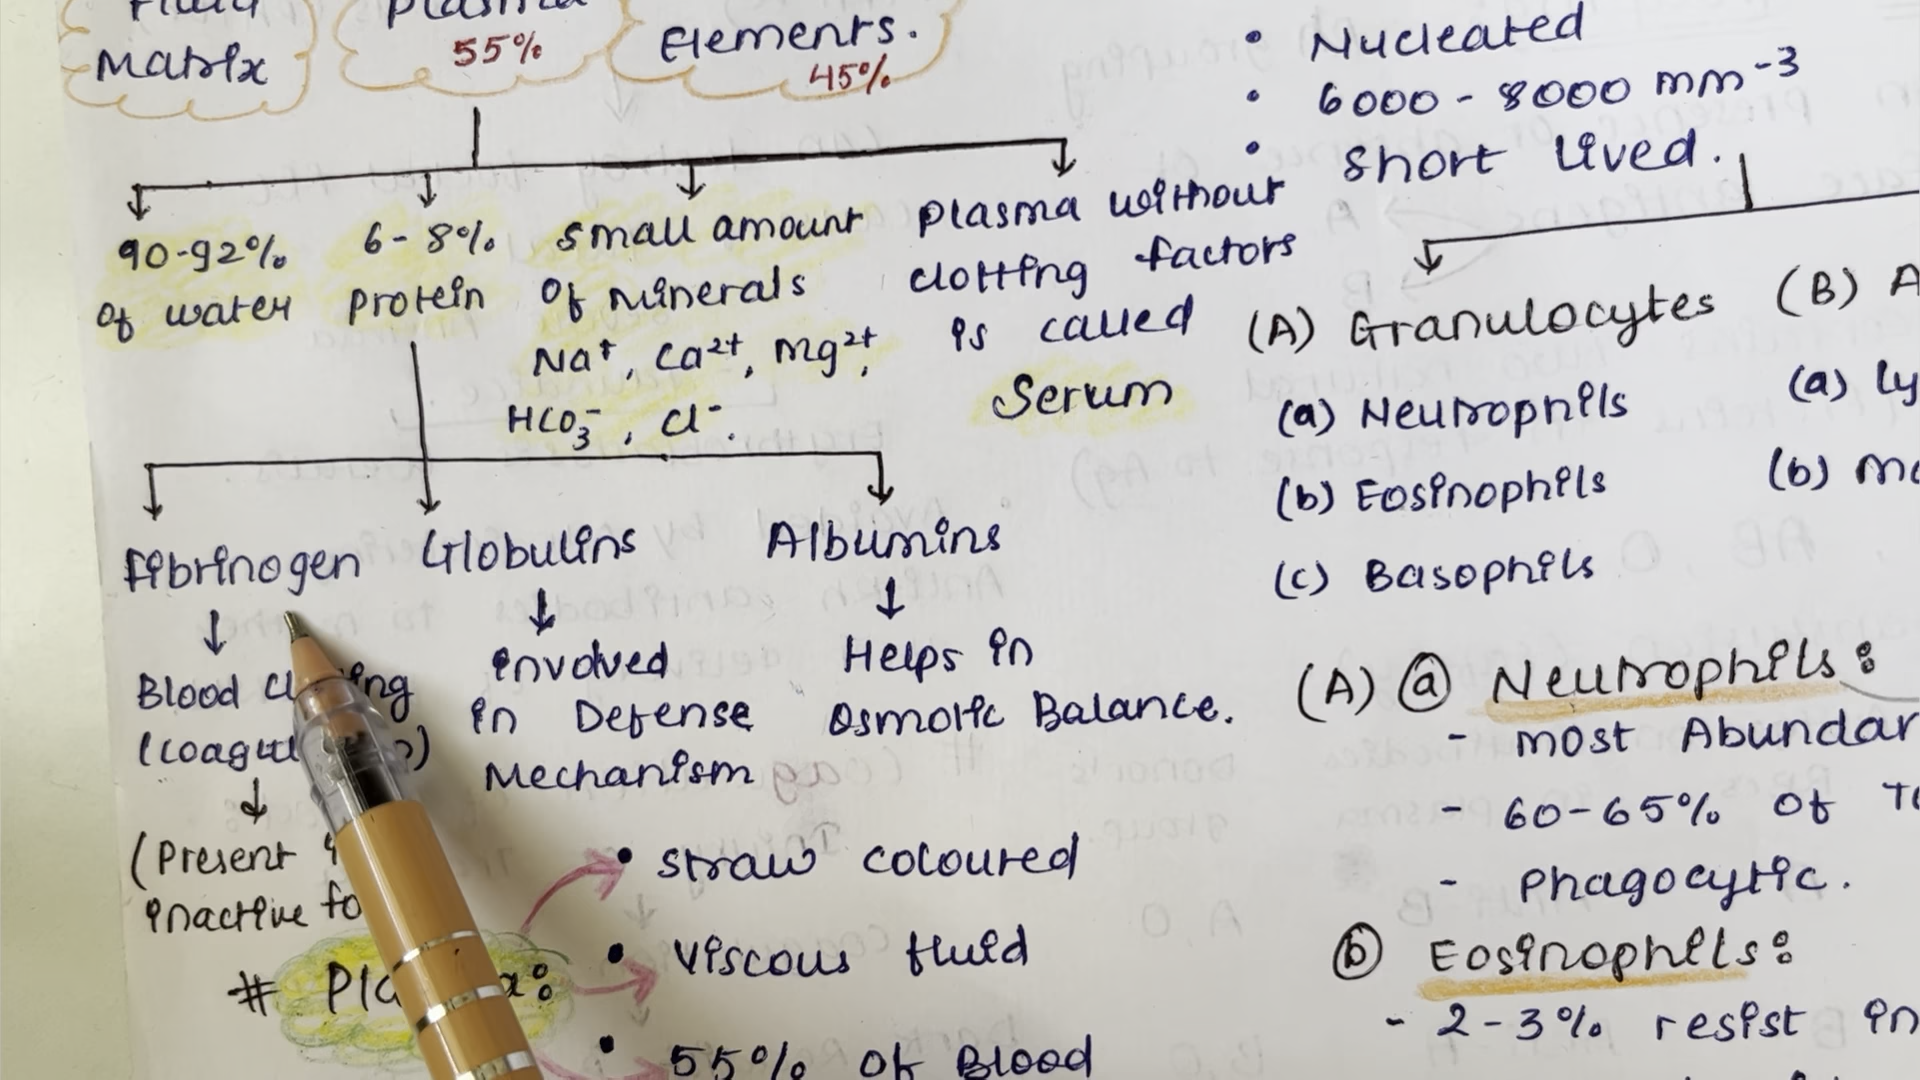 Matrix
55%
Elements.
45%
90-92%
of water
6-8%
protein
small amount
of minerals
Na+, Ca2+, Mg2+,
HCO3-, Cl-.
Plasma without
clotting factors
is called
Serum
Fibrinogen
Blood
Globulins
involved
in Defense
Mechanism
Albumins
Helps in
Osmotic Balance.
(Present
inactive
#
• straw coloured
• viscous fluid
• 55% of Blood
• Nucleated
• 6000-8000 mm-3
• short lived.
(A) Granulocytes
(a) Neutrophils
(b) Eosinophils
(c) Basophils
(B)
(a)
(b)
(A) (a) Neutrophils:
- most
- 60-65% of
- Phagocytic.
(b) Eosinophils:
- 2-3% resist